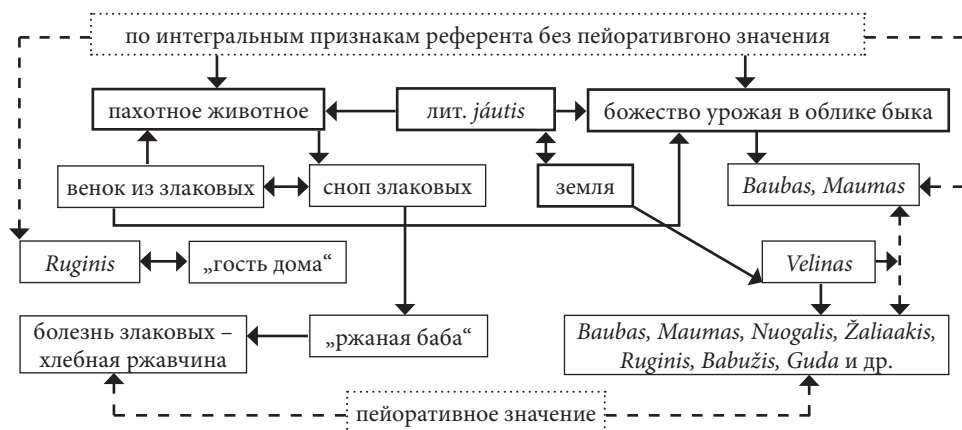 по интегральным признакам референта без пейоративгоно значения
пахотное животное
лит. jáutis
божество урожая в облике быка
венок из злаковых
сноп злаковых
земля
Baubas, Maumas
Ruginis
„гость дома“
Velinas
болезнь злаковых –
хлебная ржавчина
„ржаная баба“
Baubas, Maumas, Nuogalis, Žaliaakis,
Ruginis, Babužis, Guda и др.
пейоративное значение